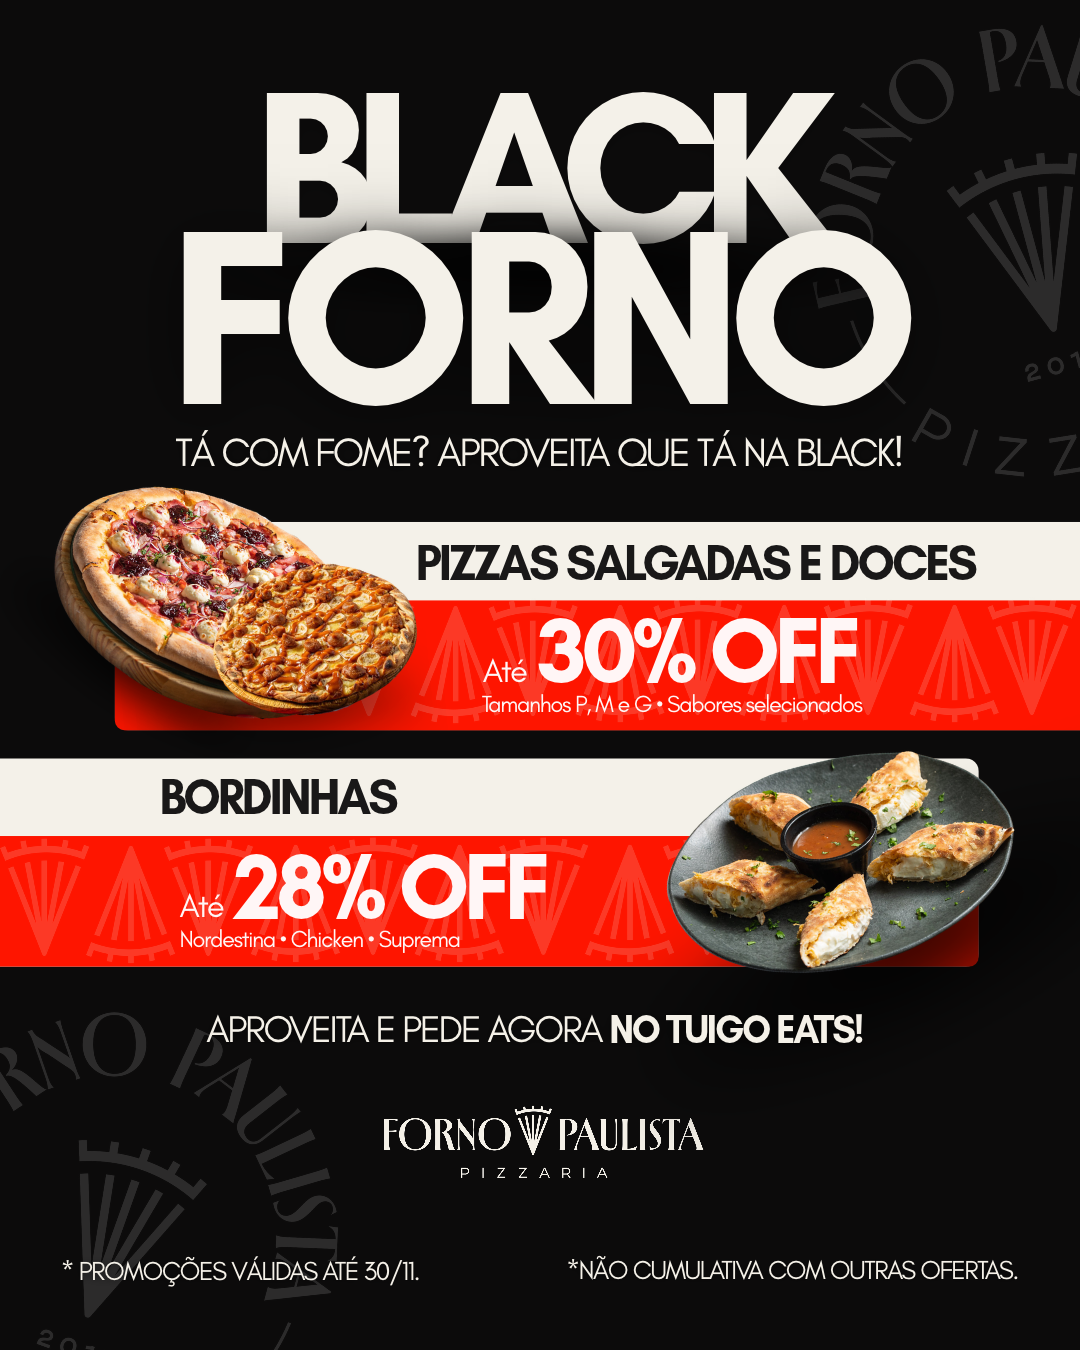 BLACK
FORNO
TÁ COM FOME? APROVEITA QUE TÁ NA BLACK!
PIZZAS SALGADAS E DOCES
Até 30% OFF
Tamanhos P, M e G • Sabores selecionados
BORDINHAS
Até 28% OFF
Nordestina • Chicken • Suprema
APROVEITA E PEDE AGORA NO TUIGO EATS!
FORNO PAULISTA
PIZZARIA
* PROMOÇÕES VÁLIDAS ATÉ 30/11.
*NÃO CUMULATIVA COM OUTRAS OFERTAS.